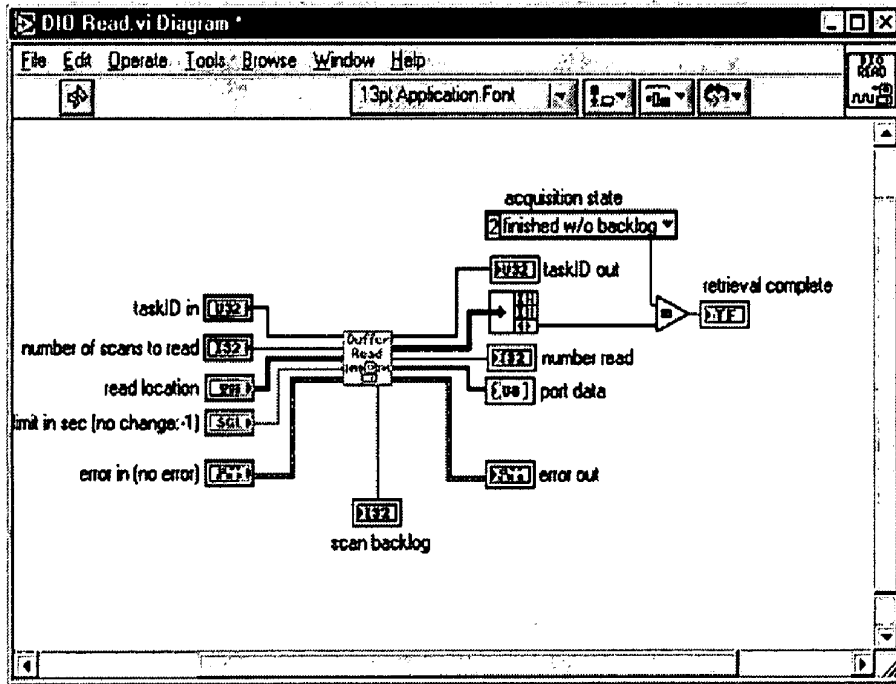 DIO Read.vi Diagram *
File Edit Operate Tools Browse Window Help
DIO
READ
13pt Application Font
acquisition state
2 finished w/o backlog
U32 taskID out
retrieval complete
taskID in U32
TF
Buffer
Read
number of scans to read I32
I32 number read
read location
[U8] port data
limit in sec (no change:-1) SGL
error in (no error)
error out
I32
scan backlog